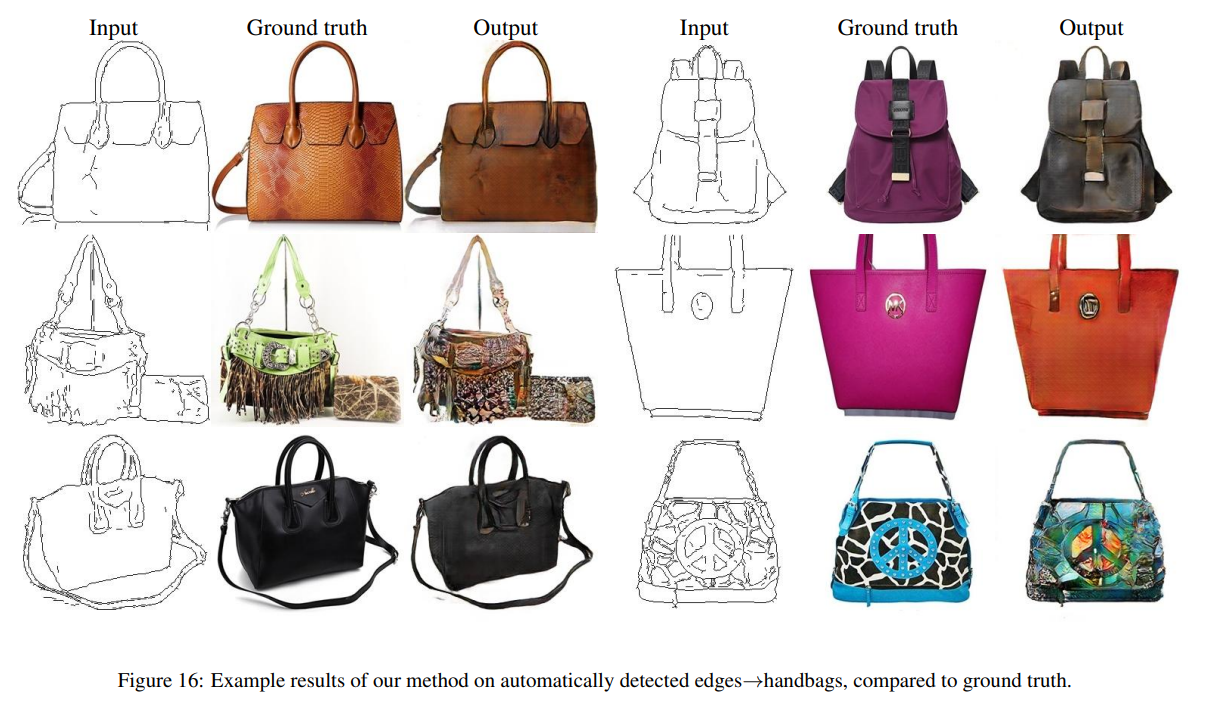 Input Ground truth Output Input Ground truth Output
Figure 16: Example results of our method on automatically detected edges→handbags, compared to ground truth.